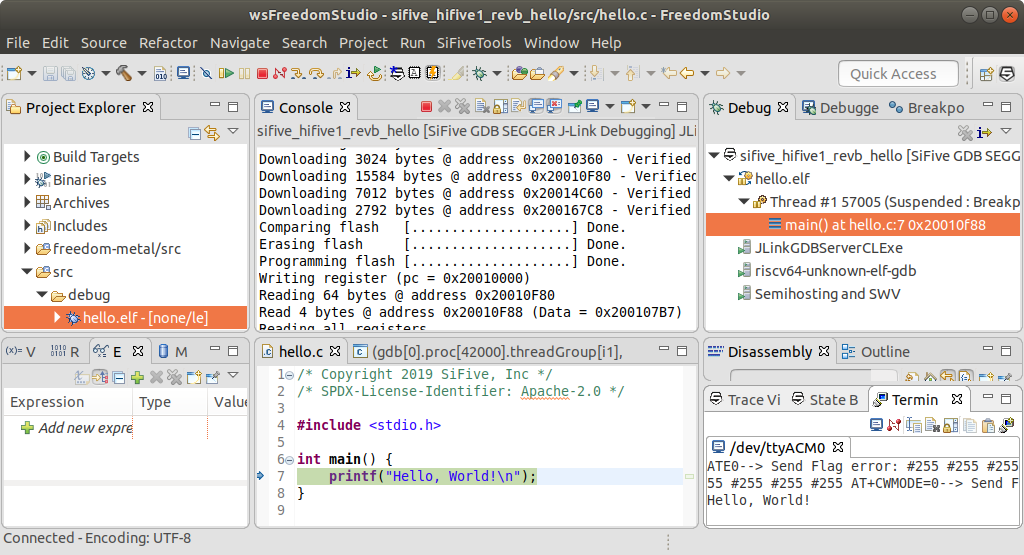 wsFreedomStudio - sifive_hifive1_revb_hello/src/hello.c - FreedomStudio
File Edit Source Refactor Navigate Search Project Run SiFiveTools Window Help
Quick Access
Project Explorer
Build Targets
Binaries
Archives
Includes
freedom-metal/src
src
debug
hello.elf - [none/le]
Console
sifive_hifive1_revb_hello [SiFive GDB SEGGER J-Link Debugging] JLi
Downloading 3024 bytes @ address 0x20010360 - Verified
Downloading 15584 bytes @ address 0x20010F80 - Verified
Downloading 7012 bytes @ address 0x20014C60 - Verified
Downloading 2792 bytes @ address 0x200167C8 - Verified
Comparing flash   [....................] Done.
Erasing flash     [....................] Done.
Programming flash [....................] Done.
Writing register (pc = 0x20010000)
Reading 64 bytes @ address 0x20010F80
Read 4 bytes @ address 0x20010F88 (Data = 0x200107B7)
Reading all registers
Debug Debugge Breakpo
sifive_hifive1_revb_hello [SiFive GDB SEGG
hello.elf
Thread #1 57005 (Suspended : Breakp
main() at hello.c:7 0x20010f88
JLinkGDBServerCLExe
riscv64-unknown-elf-gdb
Semihosting and SWV
(x)= V 1010 0101 R E M
Expression Type Value
Add new expre
hello.c (gdb[0].proc[42000].threadGroup[i1],
1 /* Copyright 2019 SiFive, Inc */
2 /* SPDX-License-Identifier: Apache-2.0 */
3
4 #include <stdio.h>
5
6 int main() {
7     printf("Hello, World!\n");
8 }
9
Disassembly Outline
Trace Vi State B Termin
/dev/ttyACM0
ATE0--> Send Flag error: #255 #255 #255
55 #255 #255 #255 AT+CWMODE=0--> Send F
Hello, World!
Connected - Encoding: UTF-8